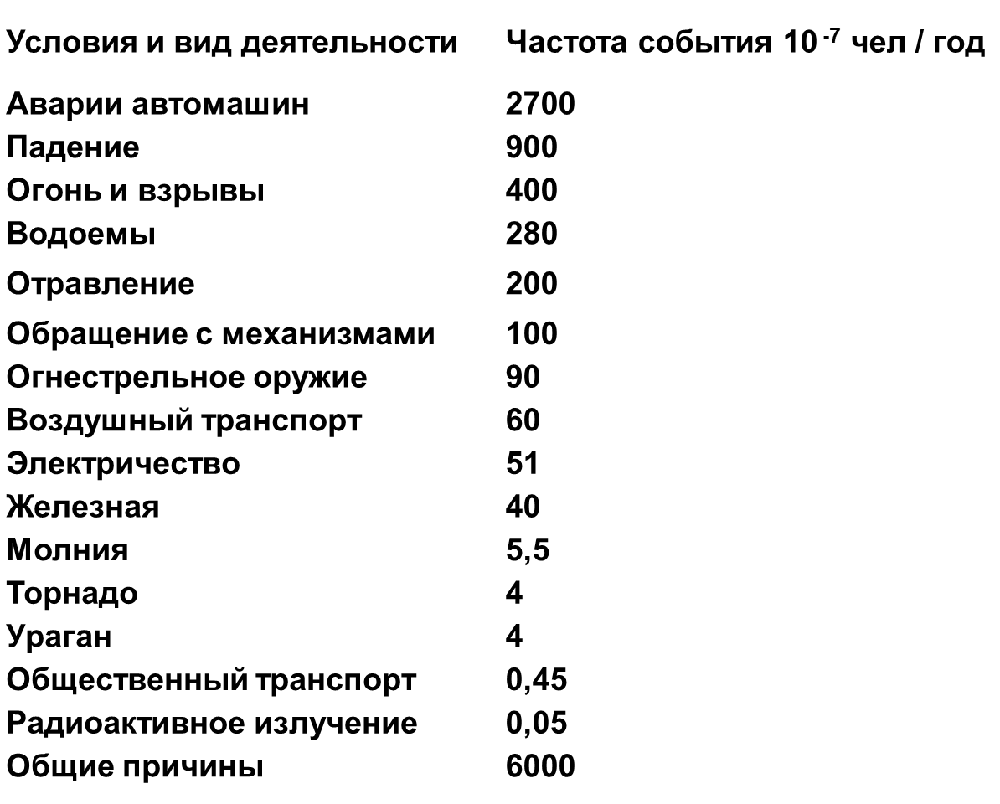 Условия и вид деятельности Частота события 10 -7 чел / год
Аварии автомашин 2700
Падение 900
Огонь и взрывы 400
Водоемы 280
Отравление 200
Обращение с механизмами 100
Огнестрельное оружие 90
Воздушный транспорт 60
Электричество 51
Железная 40
Молния 5,5
Торнадо 4
Ураган 4
Общественный транспорт 0,45
Радиоактивное излучение 0,05
Общие причины 6000